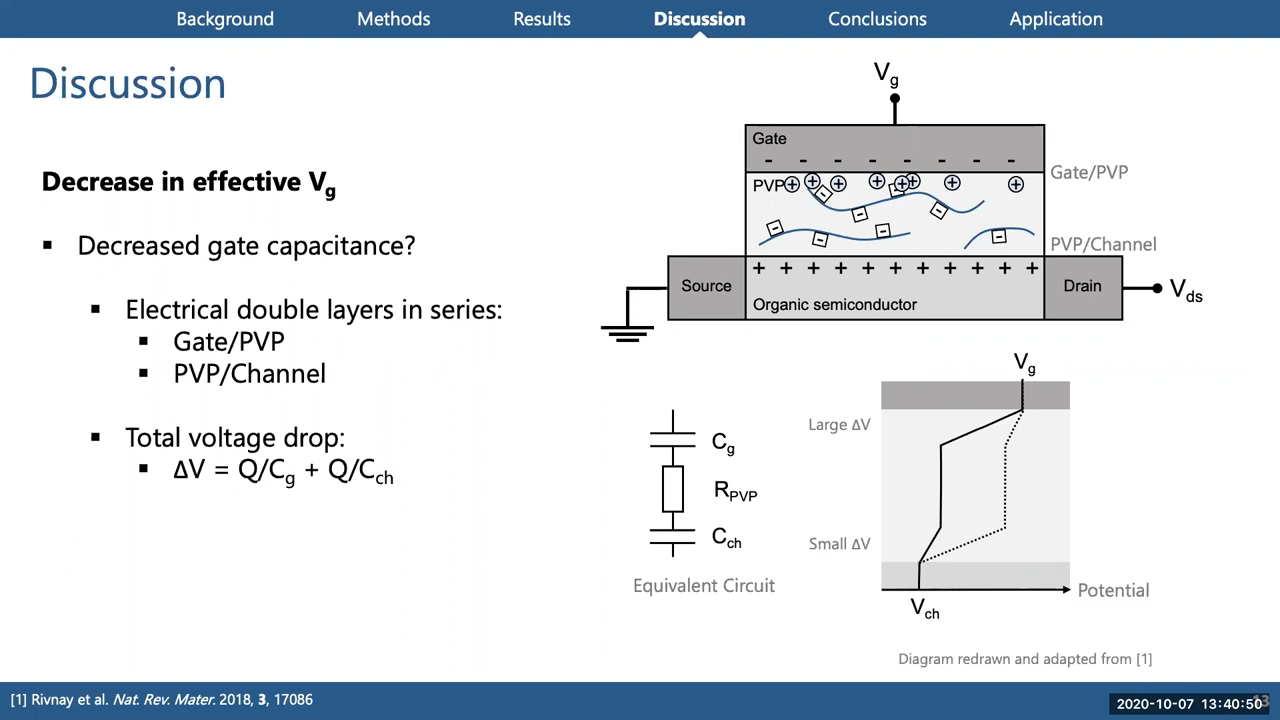 Background Methods Results Discussion Conclusions Application
Discussion
Decrease in effective Vg
▪ Decreased gate capacitance?
▪ Electrical double layers in series:
▪ Gate/PVP
▪ PVP/Channel
▪ Total voltage drop:
▪ ΔV = Q/Cg + Q/Cch
Vg
Gate
- - - - - - - -
Gate/PVP
PVP
PVP/Channel
+ + + + + + + + + + +
Source
Drain
Vds
Organic semiconductor
Cg
RPVP
Cch
Equivalent Circuit
Vg
Large ΔV
Small ΔV
Potential
Vch
Diagram redrawn and adapted from [1]
[1] Rivnay et al. Nat. Rev. Mater. 2018, 3, 17086
13
2020-10-07 13:40:50